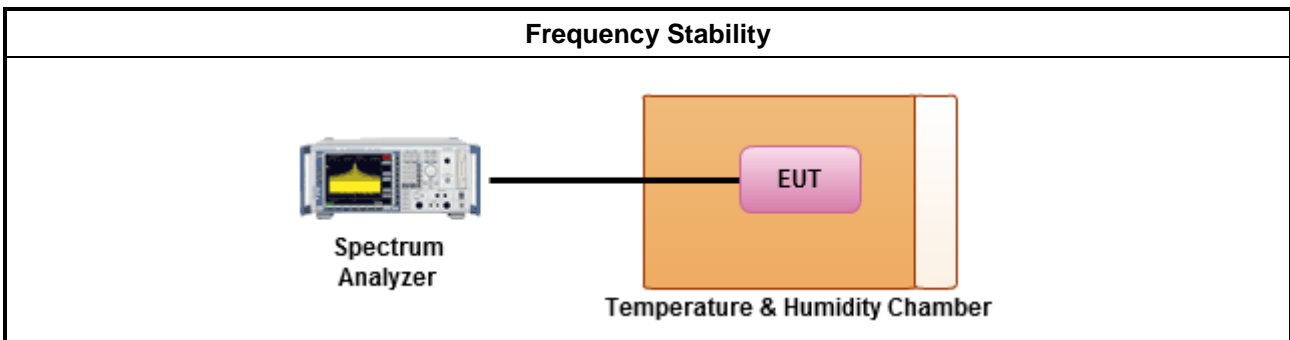 Frequency Stability
EUT
Spectrum
Analyzer
Temperature & Humidity Chamber